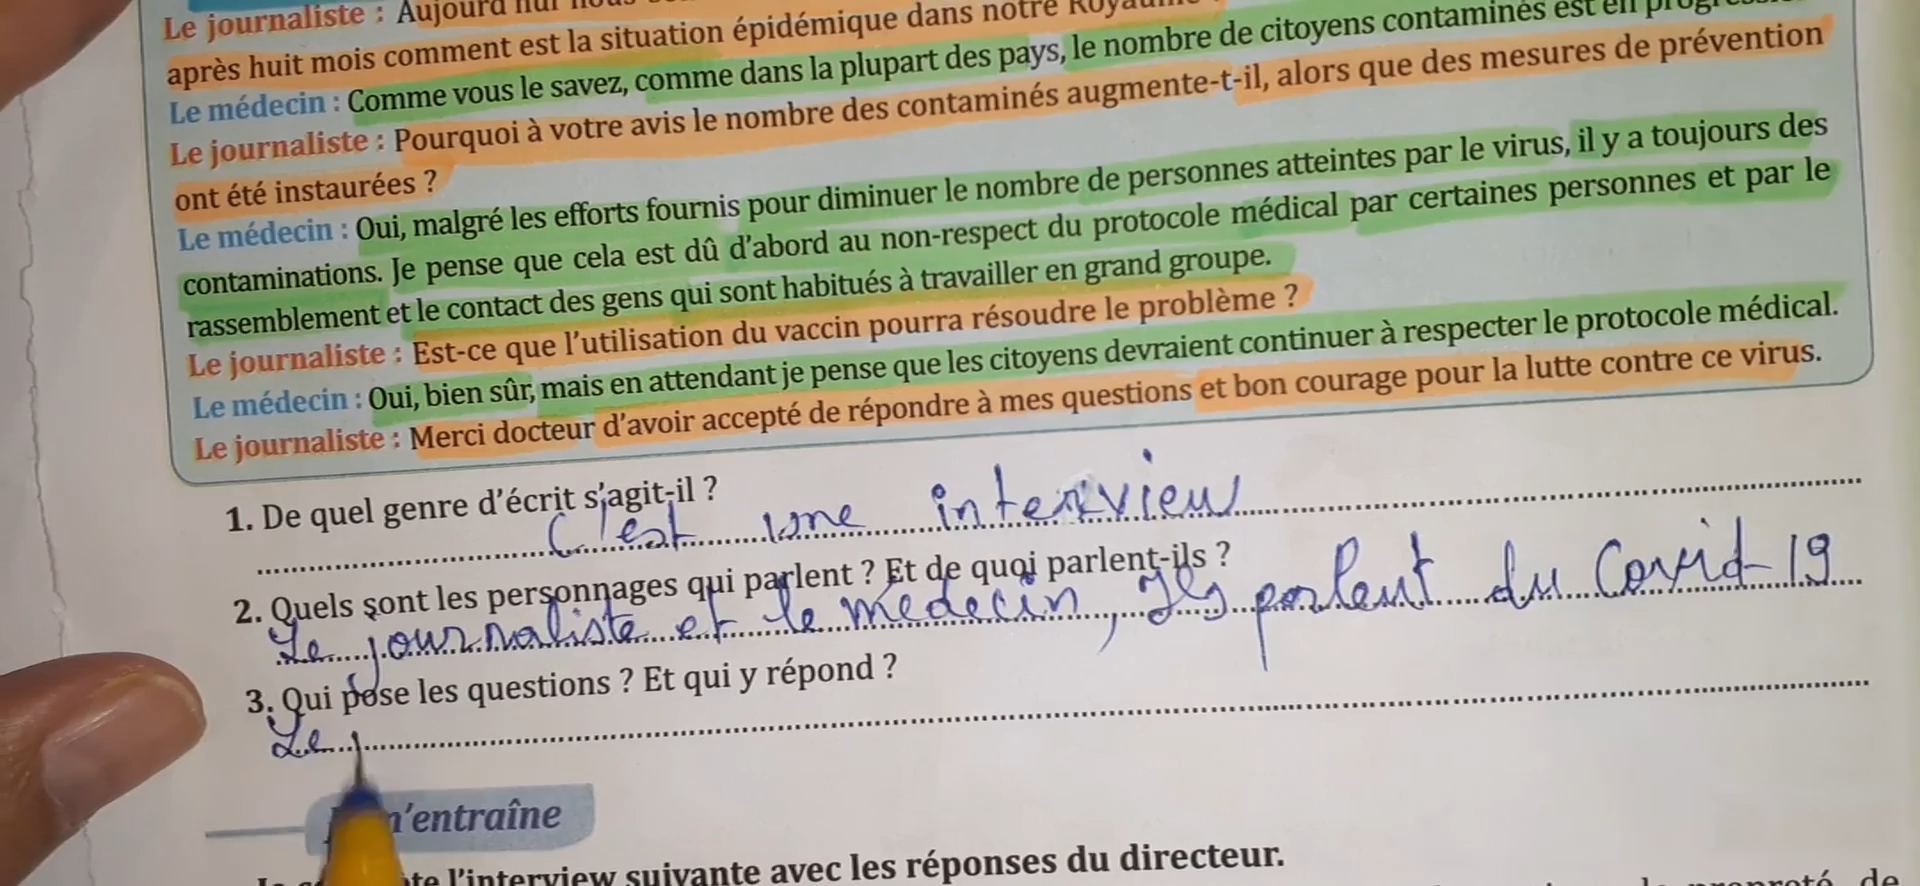 Le journaliste : Aujourd'hui nous
après huit mois comment est la situation épidémique dans notre Royaume ?
Le médecin : Comme vous le savez, comme dans la plupart des pays, le nombre de citoyens contaminés est en
Le journaliste : Pourquoi à votre avis le nombre des contaminés augmente-t-il, alors que des mesures de prévention
ont été instaurées ?
Le médecin : Oui, malgré les efforts fournis pour diminuer le nombre de personnes atteintes par le virus, il y a toujours des
contaminations. Je pense que cela est dû d'abord au non-respect du protocole médical par certaines personnes et par le
rassemblement et le contact des gens qui sont habitués à travailler en grand groupe.
Le journaliste : Est-ce que l'utilisation du vaccin pourra résoudre le problème ?
Le médecin : Oui, bien sûr, mais en attendant je pense que les citoyens devraient continuer à respecter le protocole médical.
Le journaliste : Merci docteur d'avoir accepté de répondre à mes questions et bon courage pour la lutte contre ce virus.
1. De quel genre d'écrit s'agit-il ?
C'est une interview
2. Quels sont les personnages qui parlent ? Et de quoi parlent-ils ?
Le journaliste et le médecin, Ils parlent du Covid-19
3. Qui pose les questions ? Et qui y répond ?
Le
m'entraîne
l'interview suivante avec les réponses du directeur.
de